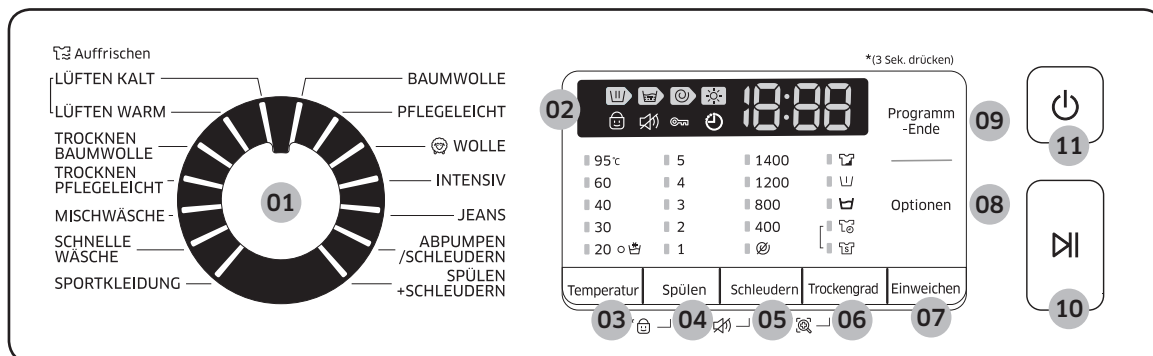 Auffrischen
LÜFTEN KALT
LÜFTEN WARM
TROCKNEN
BAUMWOLLE
TROCKNEN
PFLEGELEICHT
MISCHWÄSCHE
SCHNELLE
WÄSCHE
SPORTKLEIDUNG
01
BAUMWOLLE
PFLEGELEICHT
WOLLE
INTENSIV
JEANS
ABPUMPEN
/SCHLEUDERN
SPÜLEN
+SCHLEUDERN
*(3 Sek. drücken)
02
18:88
95℃ 5 1400
60 4 1200
40 3 800
30 2 400
20 1
Programm
-Ende
09
Optionen
08
Temperatur Spülen Schleudern Trockengrad Einweichen
03 04 05 06 07
11
10